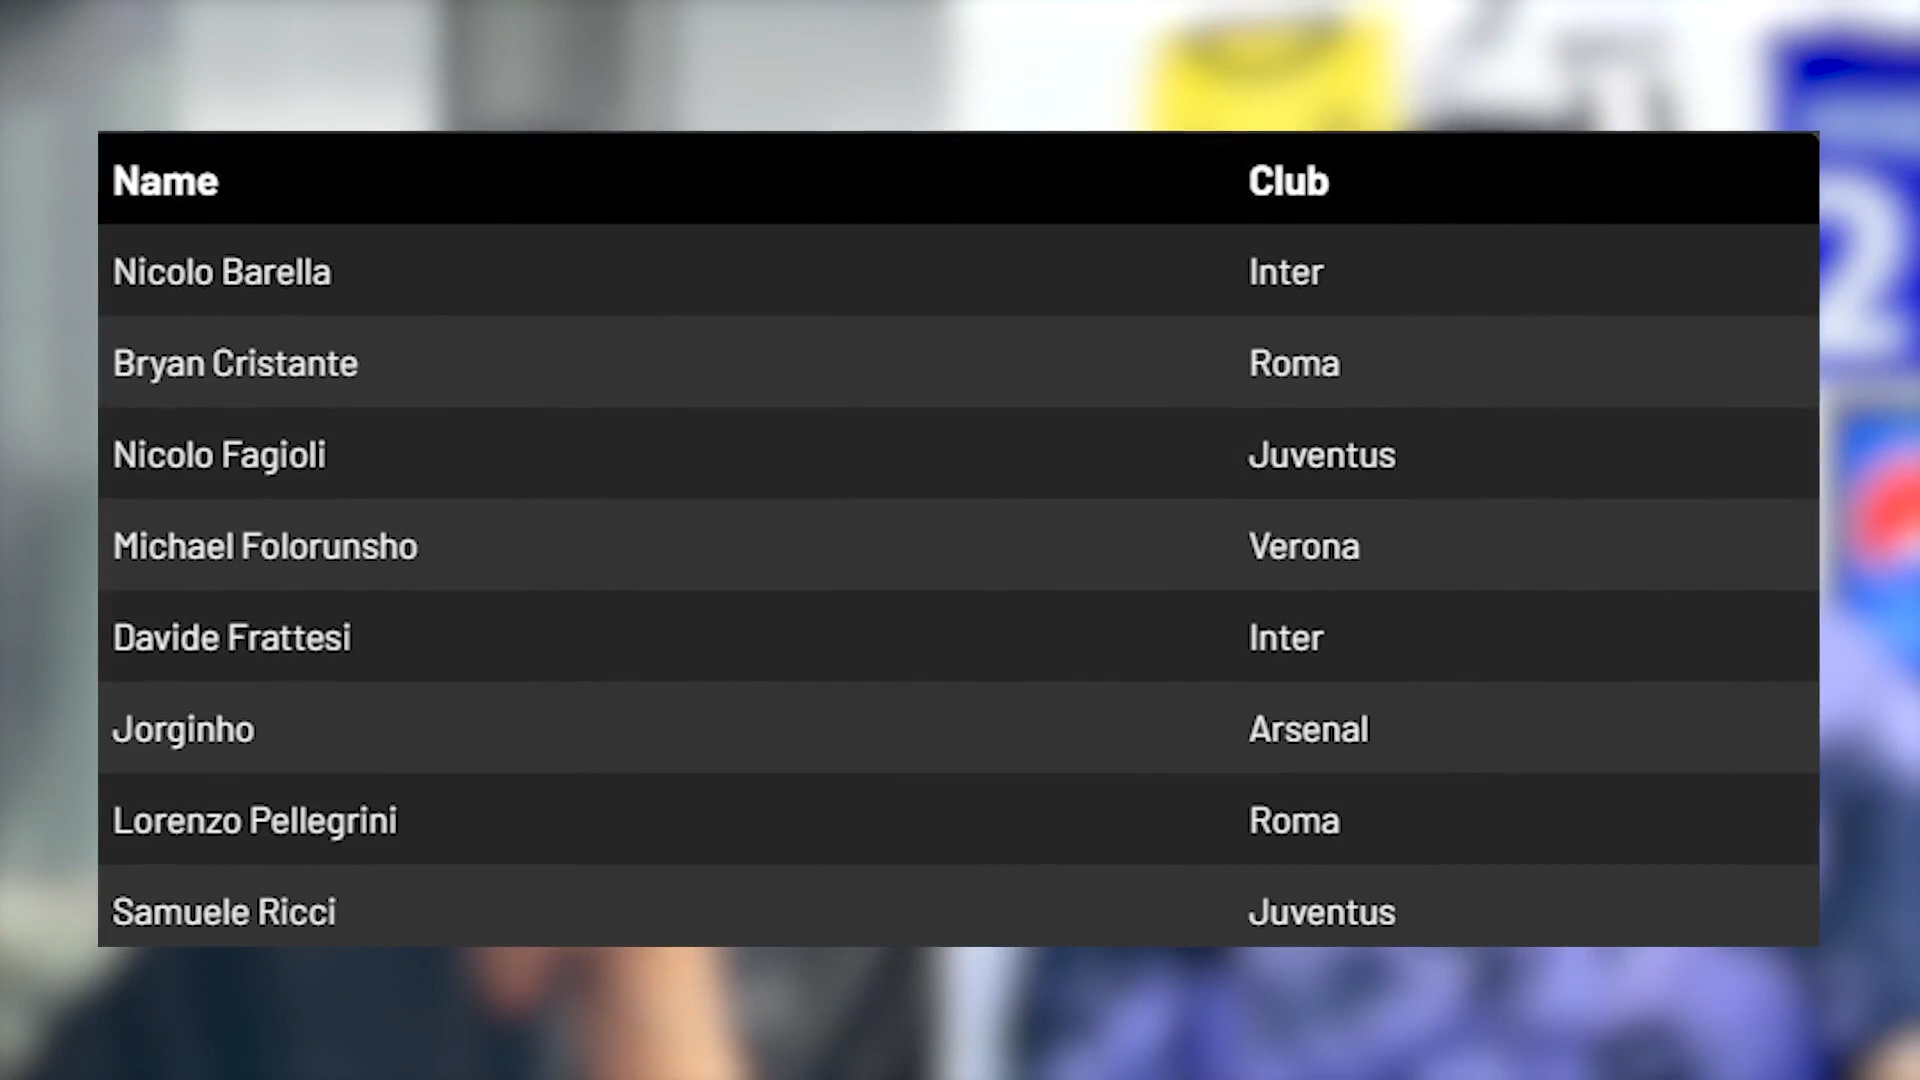 Name Club
Nicolo Barella Inter
Bryan Cristante Roma
Nicolo Fagioli Juventus
Michael Folorunsho Verona
Davide Frattesi Inter
Jorginho Arsenal
Lorenzo Pellegrini Roma
Samuele Ricci Juventus
2